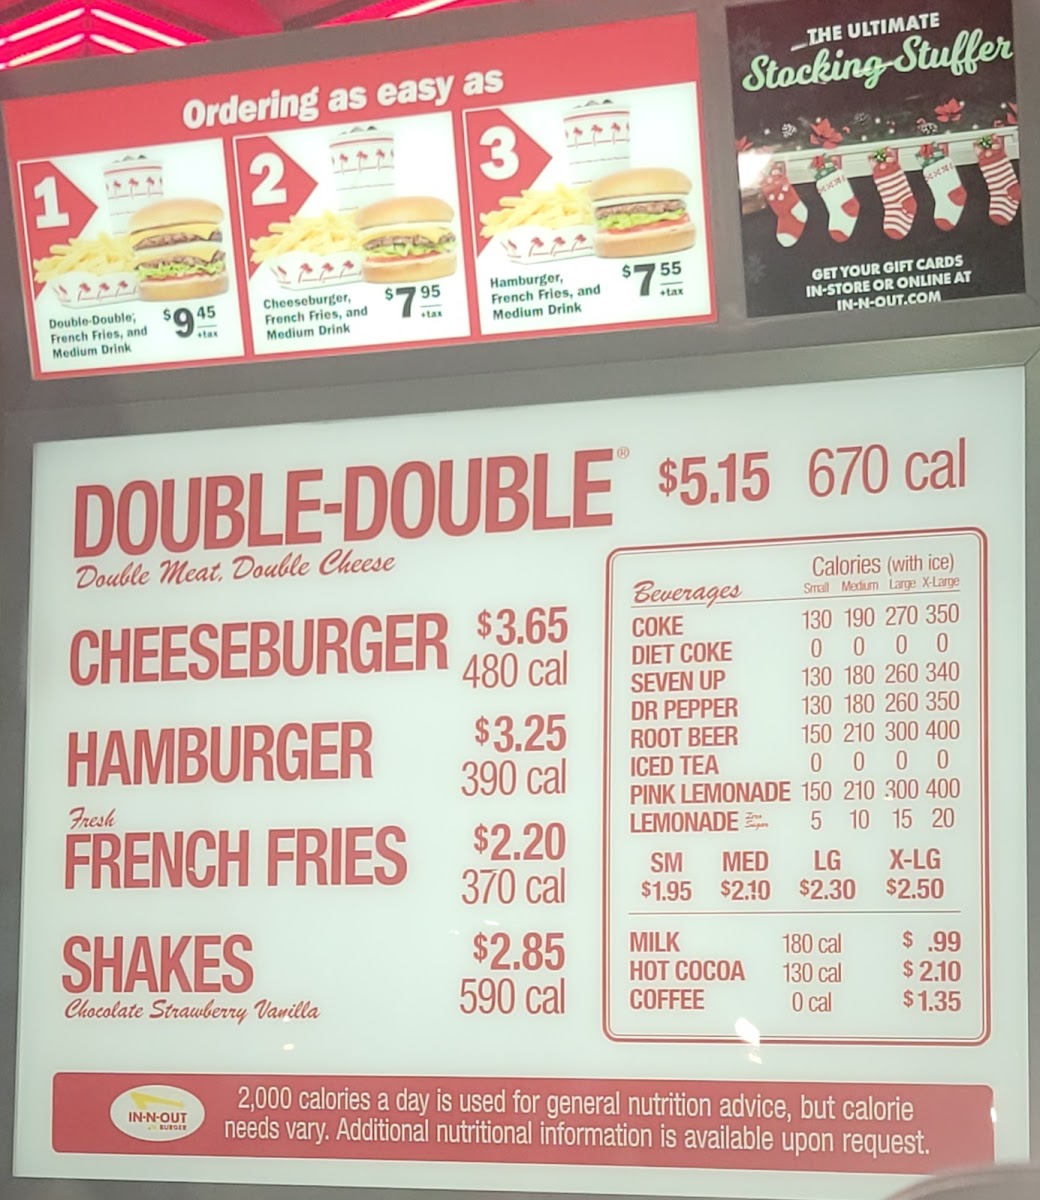 Ordering as easy as
1
Double-Double,
French Fries, and
Medium Drink
$9 45
+tax
2
Cheeseburger,
French Fries, and
Medium Drink
$7 95
+tax
3
Hamburger,
French Fries, and
Medium Drink
$7 55
+tax
THE ULTIMATE
Stocking Stuffer
GET YOUR GIFT CARDS
IN-STORE OR ONLINE AT
IN-N-OUT.COM
DOUBLE-DOUBLE® $5.15 670 cal
Double Meat, Double Cheese
CHEESEBURGER $3.65
480 cal
HAMBURGER $3.25
390 cal
Fresh
FRENCH FRIES $2.20
370 cal
SHAKES $2.85
590 cal
Chocolate Strawberry Vanilla
Calories (with ice)
Beverages Small Medium Large X-Large
COKE 130 190 270 350
DIET COKE 0 0 0 0
SEVEN UP 130 180 260 340
DR PEPPER 130 180 260 350
ROOT BEER 150 210 300 400
ICED TEA 0 0 0 0
PINK LEMONADE 150 210 300 400
LEMONADE Zero Sugar 5 10 15 20
SM MED LG X-LG
$1.95 $2.10 $2.30 $2.50
MILK 180 cal $ .99
HOT COCOA 130 cal $2.10
COFFEE 0 cal $1.35
IN-N-OUT
BURGER
2,000 calories a day is used for general nutrition advice, but calorie
needs vary. Additional nutritional information is available upon request.